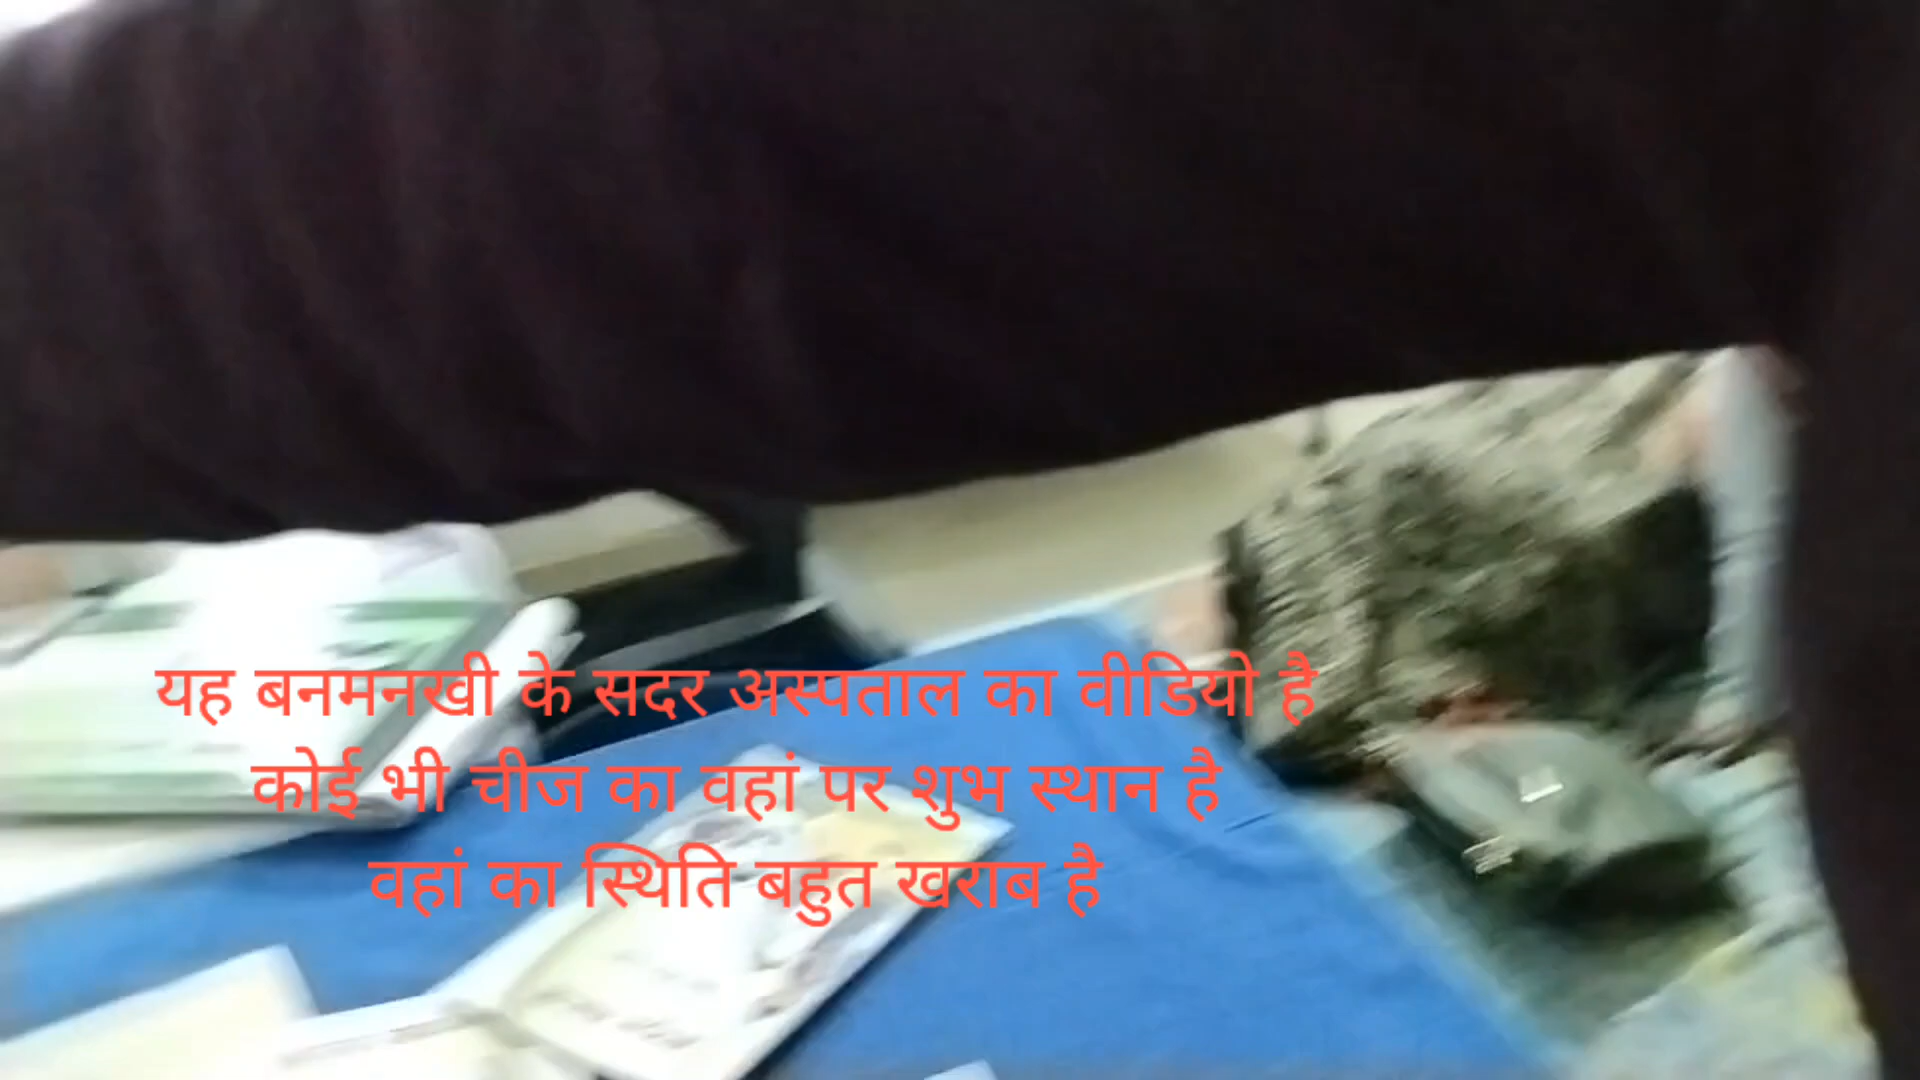 यह बनमनखी के सदर अस्पताल का वीडियो है
कोई भी चीज का वहां पर शुभ स्थान है
वहां का स्थिति बहुत खराब है